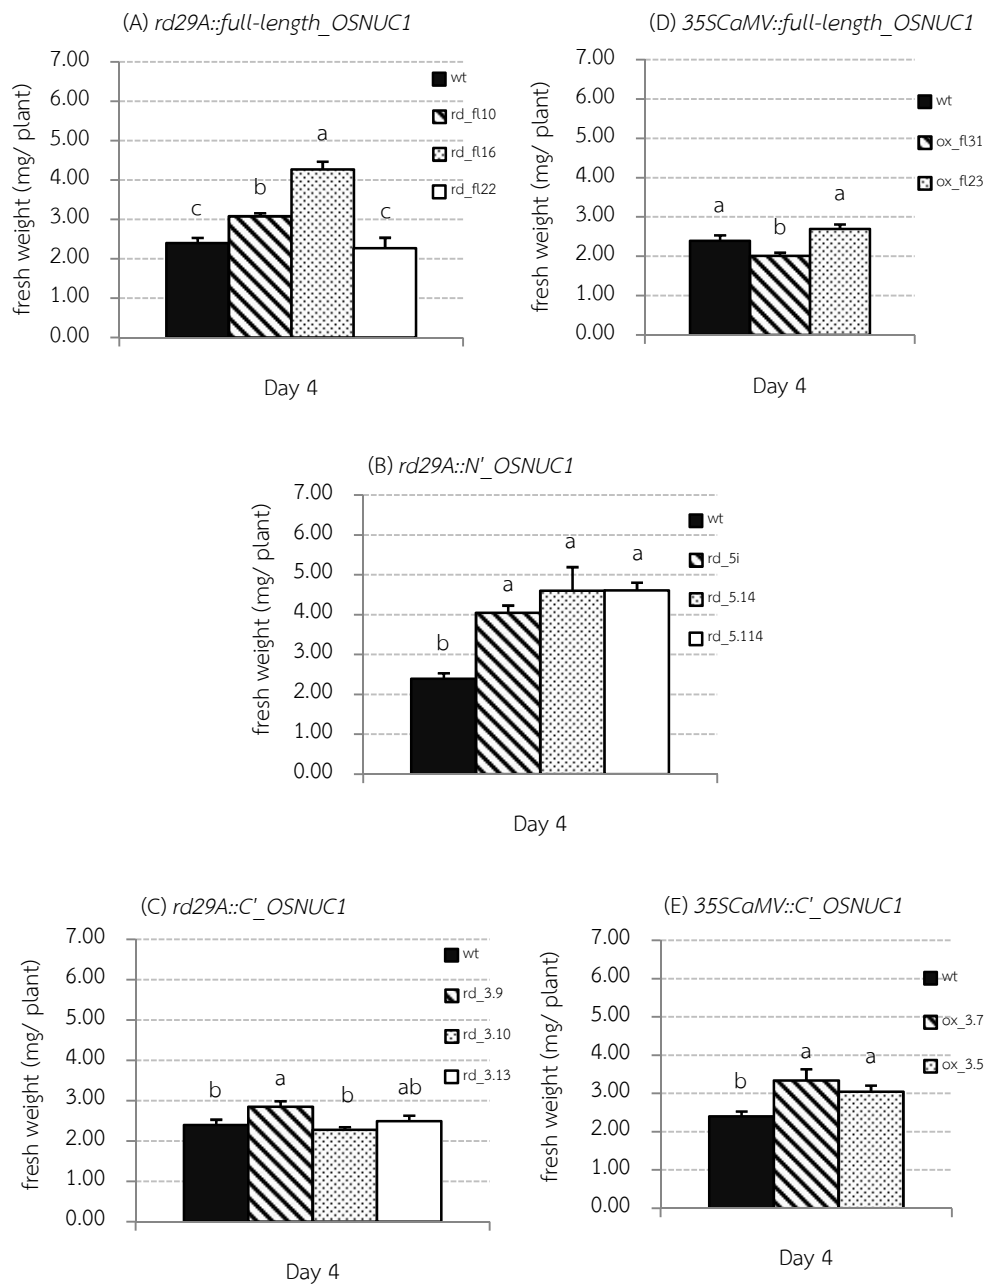 (A) rd29A::full-length_OSNUC1
fresh weight (mg/ plant)
7.00
6.00
5.00
4.00
3.00
2.00
1.00
0.00
c
b
a
c
wt
rd_fl10
rd_fl16
rd_fl22
Day 4
(D) 35SCaMV::full-length_OSNUC1
fresh weight (mg/ plant)
7.00
6.00
5.00
4.00
3.00
2.00
1.00
0.00
a
b
a
wt
ox_fl31
ox_fl23
Day 4
(B) rd29A::N'_OSNUC1
fresh weight (mg/ plant)
7.00
6.00
5.00
4.00
3.00
2.00
1.00
0.00
b
a
a
a
wt
rd_5i
rd_5.14
rd_5.114
Day 4
(C) rd29A::C'_OSNUC1
fresh weight (mg/ plant)
7.00
6.00
5.00
4.00
3.00
2.00
1.00
0.00
b
a
b
ab
wt
rd_3.9
rd_3.10
rd_3.13
Day 4
(E) 35SCaMV::C'_OSNUC1
fresh weight (mg/ plant)
7.00
6.00
5.00
4.00
3.00
2.00
1.00
0.00
b
a
a
wt
ox_3.7
ox_3.5
Day 4